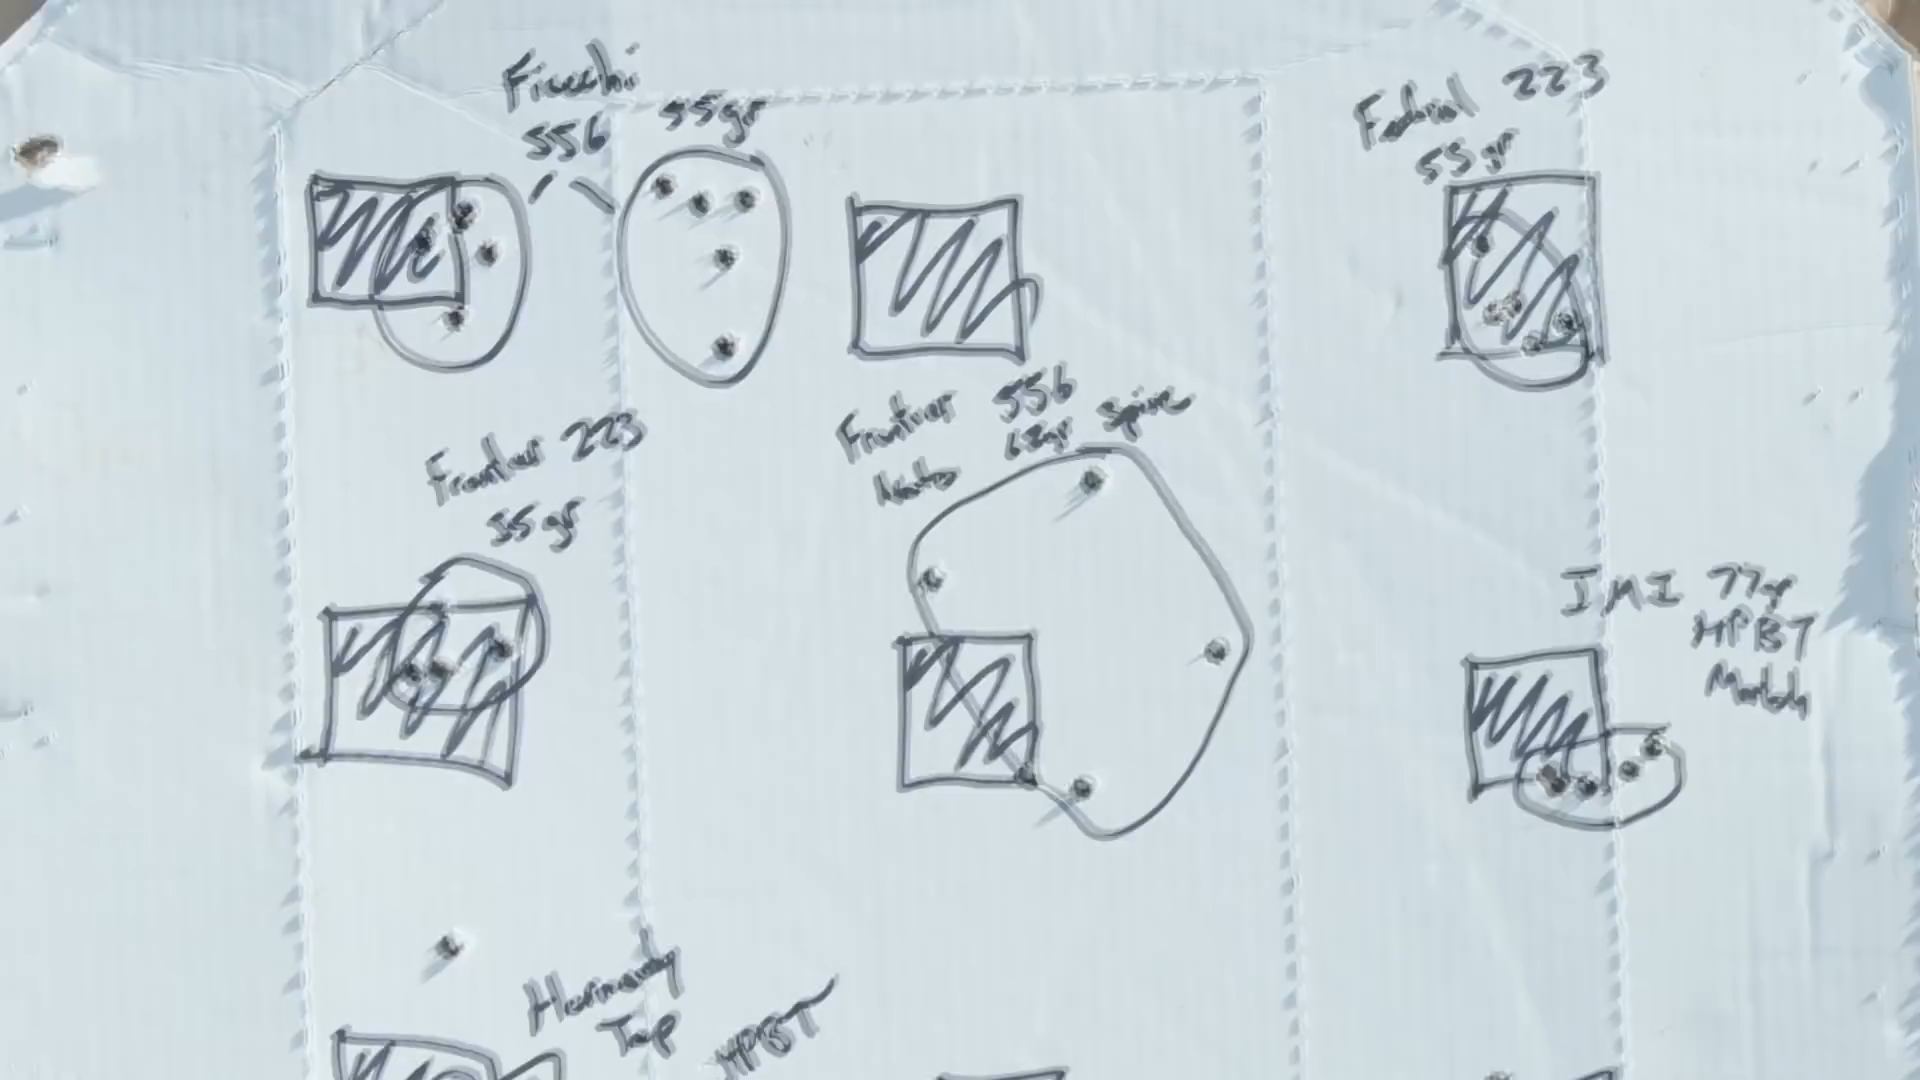 Fiocchi
556 55gr
Federal 223
55gr
Frontier 223
55gr
Frontier 556
Nato 62gr Spire
IMI 77gr
HPBT
Match
Hornady
Tap HPBT